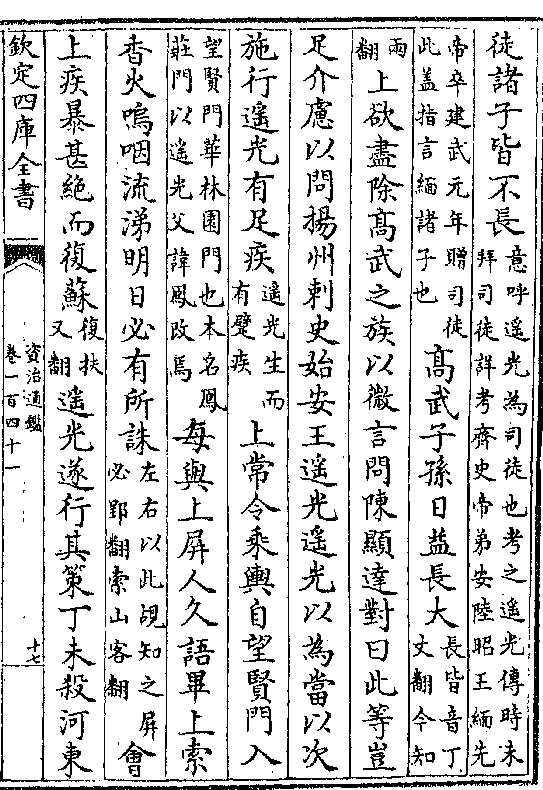 徒諸子皆不長意呼遥光為司徒也考之遥光傳時未拜司徒詳考齊史帝弟安陸昭王緬先
帝卒建武元年贈司徒此盖指言緬諸子也髙武子孫日益長大長皆音丁丈翻今知
兩翻上欲盡除髙武之族以微言問陳顯達對曰此等豈
足介慮以問揚州刺史始安王遥光遥光以為當以次
施行遥光有足疾遥光生而有躄疾上常令乘輿自望賢門入
望賢門華林園門也本名鳳莊門以遥光父諱鳳改焉每與上屏人久語畢上索
香火嗚咽流涕明日必有所誅左右以此覘知之屏必郢翻索山客翻會
上疾暴甚絶而復蘇復扶又翻遥光遂行其策丁未殺河東
欽定四庫全書
資治通鑑
卷一百四十一
十七